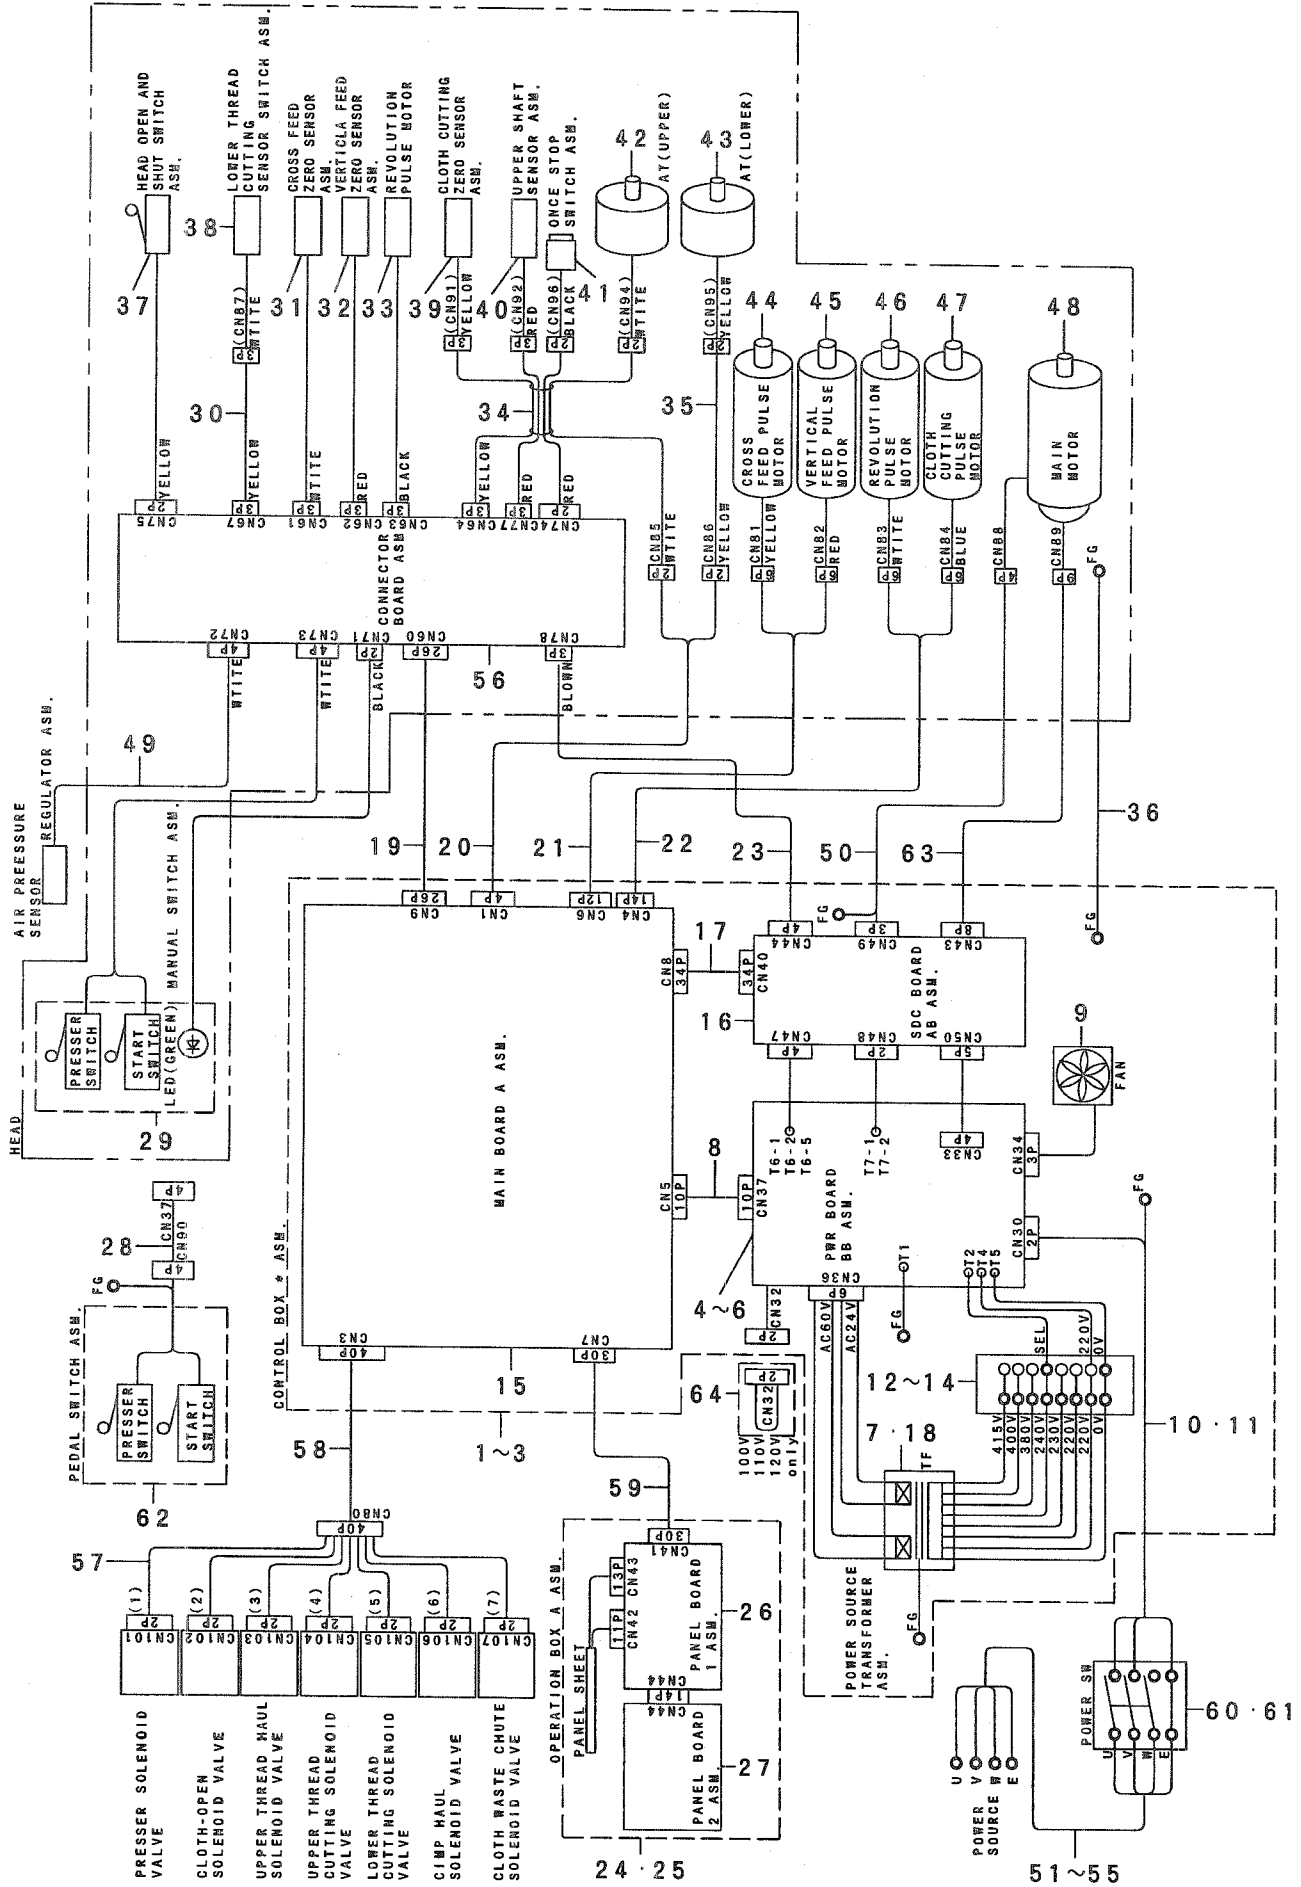 HEAD OPEN AND
SHUT SWITCH
ASM.
LOWER THREAD
CUTTING
SENSOR SWITCH ASM.
CROSS FEED
ZERO SENSOR
ASM.
VERTICLA FEED
ZERO SENSOR
ASM.
REVOLUTION
PULSE MOTOR
CLOTH CUTTING
ZERO SENSOR
ASM.
UPPER SHAFT
SENSOR ASM.
ONCE STOP
SWITCH ASM.
AT(UPPER)
AT(LOWER)
37
38
31
32
33
39
40
41
42
43
(CN87)
3P
WTITE
(CN91)
3P
YELLOW
(CN92)
3P
RED
(CN96)
2P
BLACK
(CN94)
2P
WTITE
(CN95)
2P
YELLOW
30
34
35
44
45
46
47
48
CROSS
FEED PULSE
MOTOR
VERTICAL
FEED PULSE
MOTOR
REVOLUTION
PULSE
MOTOR
CLOTH
CUTTING
PULSE
MOTOR
MAIN
MOTOR
YELLOW
2P
CN75
YELLOW
3P
CN67
WTITE
3P
CN61
RED
3P
CN62
BLACK
3P
CN63
YELLOW
3P
CN64
RED
3P
CN77
RED
2P
CN74
CONNECTOR
BOARD ASM
CN85
2P
WTITE
CN86
2P
YELLOW
CN81
6P
YELLOW
CN82
6P
RED
CN83
6P
WTITE
CN84
6P
BLUE
CN88
CN89
FG
CN72
4P
WTITE
CN73
4P
WTITE
CN71
2P
BLACK
CN60
26P
56
CN78
3P
BLOWN
49
AIR PREESSURE
SENSOR
REGULATOR ASM.
MANUAL SWITCH ASM.
19
20
21
22
23
50
63
36
26P
CN9
4P
CN1
12P
CN6
14P
CN4
FG
4P
CN44
3P
CN49
8P
CN43
FG
HEAD
PRESSER
SWITCH
START
SWITCH
LED(GREEN)
29
CN8
34P
17
34P
CN40
16
SDC BOARD
AB ASM.
CN47
4P
CN48
2P
CN50
5P
9
FAN
MAIN BOARD A ASM.
T6-1
T6-2
T6-5
T7-1
T7-2
4P
CN33
CN34
3P
8
CN5
10P
10P
CN37
PWR BOARD
BB ASM.
CN30
2P
FG
28
4P
CN37
CN90
4P
FG
PEDAL SWITCH ASM.
PRESSER
SWITCH
START
SWITCH
62
CONTROL BOX * ASM.
CN3
40P
CN7
30P
15
1~3
4~6
CN32
2P
CN36
6P
AC60V
AC24V
T1
FG
T2
T4
T5
SEL
220V
0V
12~14
64
2P
CN32
100V
110V
120V
only
7·18
TF
415V
400V
380V
240V
230V
220V
220V
0V
10·11
58
59
57
CN80
40P
(1)
(2)
(3)
(4)
(5)
(6)
(7)
2P
CN101
2P
CN102
2P
CN103
2P
CN104
2P
CN105
2P
CN106
2P
CN107
PRESSER SOLENOID
VALVE
CLOTH-OPEN
SOLENOID VALVE
UPPER THREAD HAUL
SOLENOID VALVE
UPPER THREAD
CUTTING SOLENOID
VALVE
LOWER THREAD
CUTTING SOLENOID
VALVE
CIMP HAUL
SOLENOID VALVE
CLOTH WASTE CHUTE
SOLENOID VALVE
OPERATION BOX A ASM.
PANEL SHEET
30P
CN41
13P
CN43
11P
CN42
PANEL BOARD
1 ASM.
26
CN44
14P
CN44
PANEL BOARD
2 ASM.
27
24·25
POWER SOURCE
TRANSFORMER
ASM.
FG
POWER SW
U
V
W
E
60·61
U
V
W
E
POWER
SOURCE
51~55